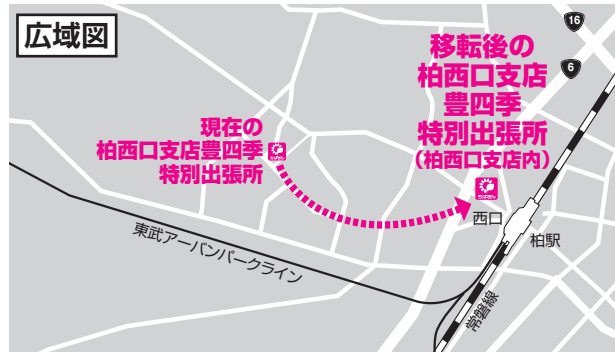 広域図
16
6
移転後の
柏西口支店
豊四季
特別出張所
(柏西口支店内)
現在の
柏西口支店豊四季
特別出張所
西口
柏駅
東武アーバンパークライン
常磐線